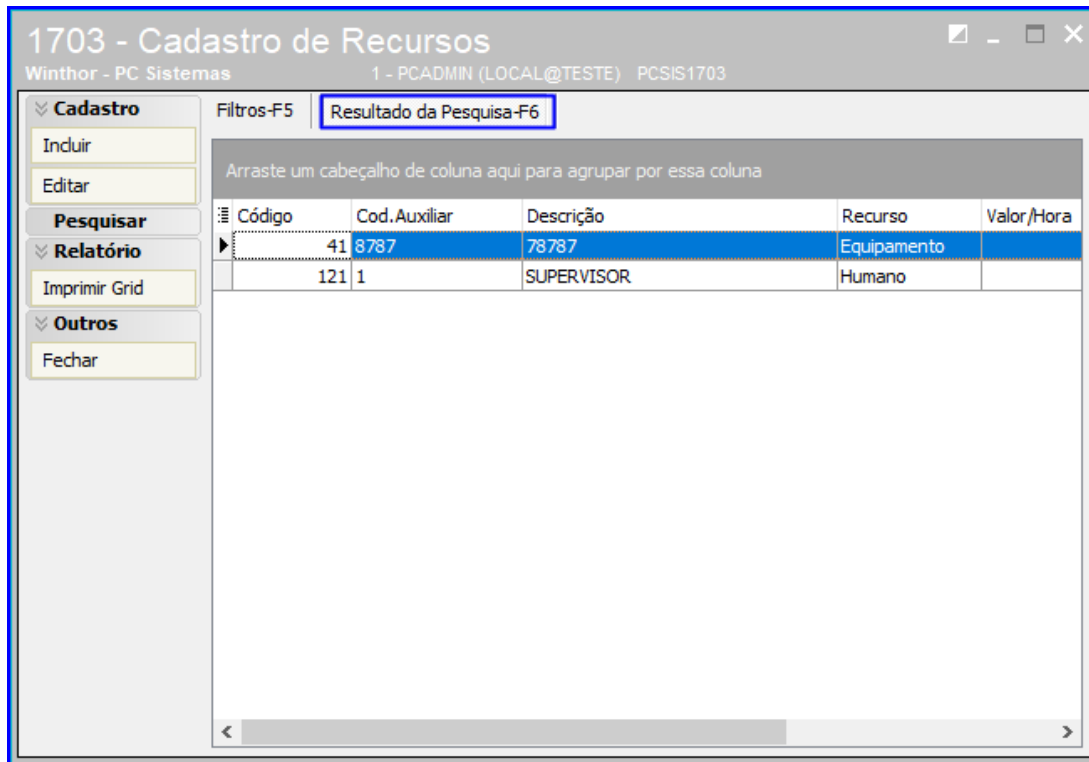 1703 - Cadastro de Recursos
Winthor - PC Sistemas 1 - PCADMIN (LOCAL@TESTE) PCSIS1703
Cadastro
Incluir
Editar
Pesquisar
Relatório
Imprimir Grid
Outros
Fechar
Filtros-F5 Resultado da Pesquisa-F6
Arraste um cabeçalho de coluna aqui para agrupar por essa coluna
Código Cod.Auxiliar Descrição Recurso Valor/Hora
41 8787 78787 Equipamento
121 1 SUPERVISOR Humano